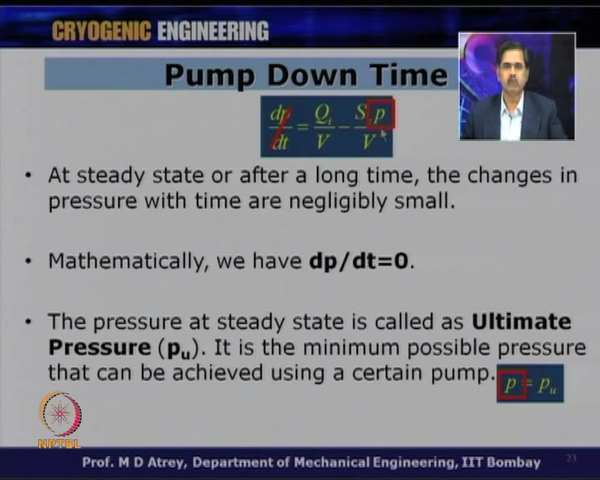 CRYOGENIC ENGINEERING
Pump Down Time
dp/dt = Qi/V − S p/V
• At steady state or after a long time, the changes in
pressure with time are negligibly small.
• Mathematically, we have dp/dt=0.
• The pressure at steady state is called as Ultimate
Pressure (pu). It is the minimum possible pressure
that can be achieved using a certain pump.
p = pu
NPTEL
Prof. M D Atrey, Department of Mechanical Engineering, IIT Bombay
23